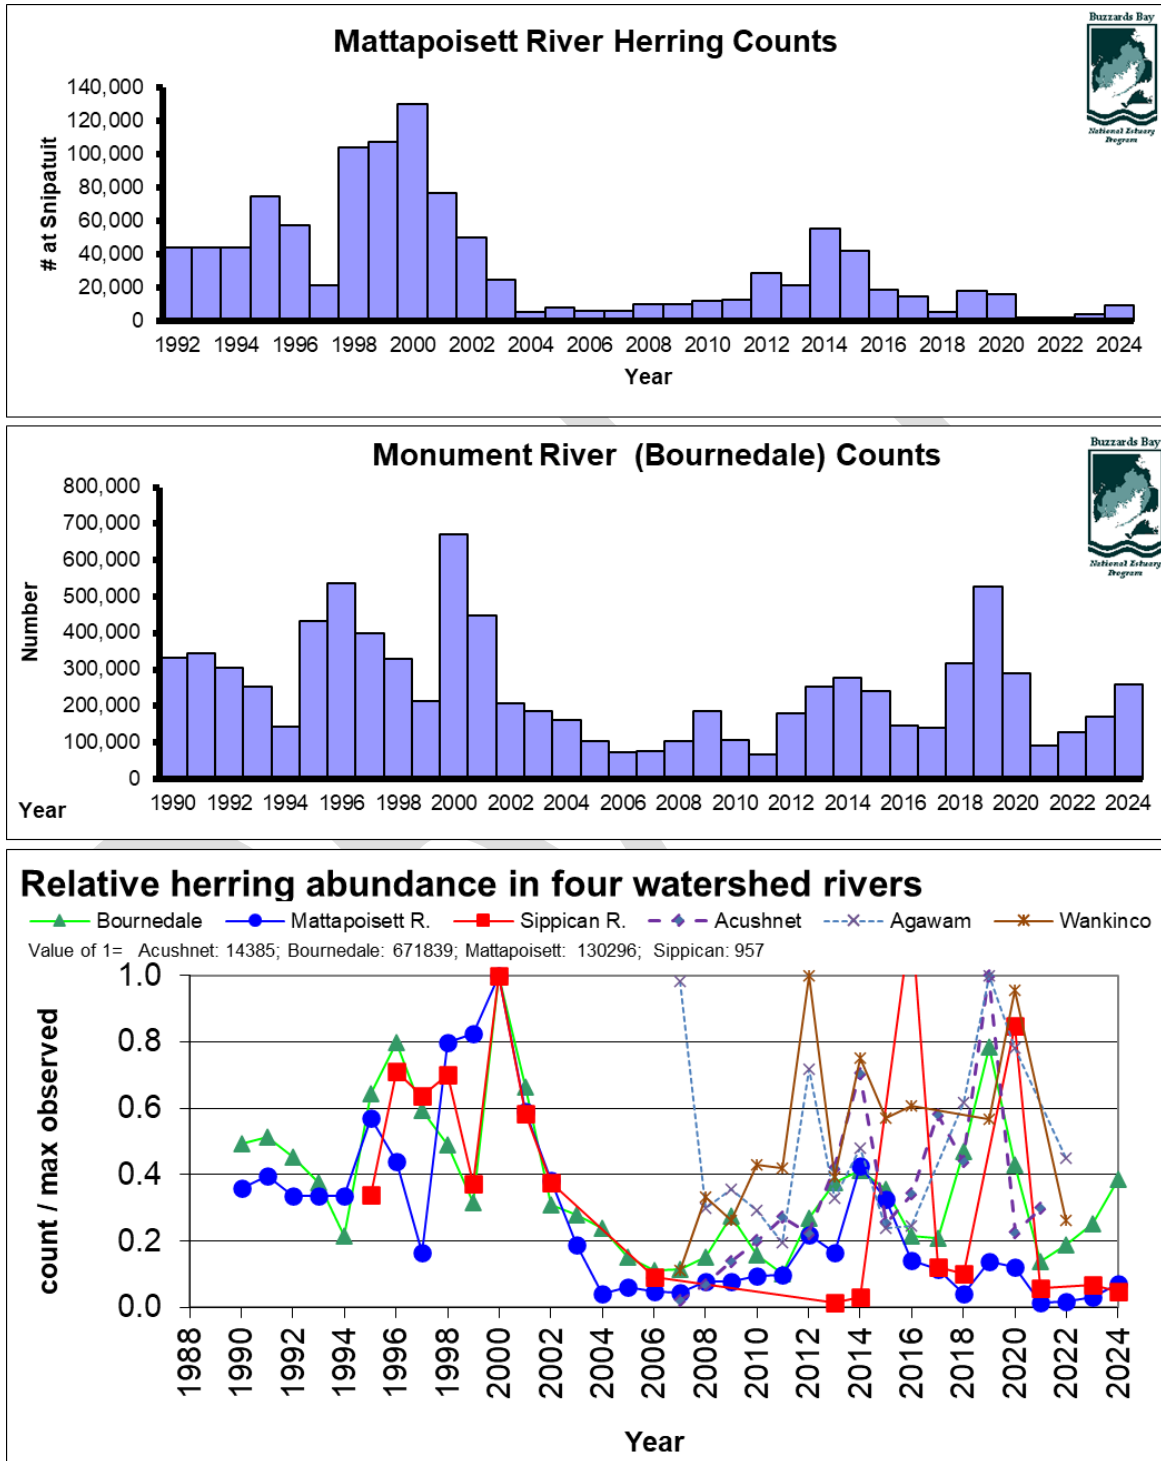 Mattapoisett River Herring Counts
Buzzards Bay
National Estuary
Program
# at Snipatuit
140,000
120,000
100,000
80,000
60,000
40,000
20,000
0
1992 1994 1996 1998 2000 2002 2004 2006 2008 2010 2012 2014 2016 2018 2020 2022 2024
Year
Monument River (Bournedale) Counts
Buzzards Bay
National Estuary
Program
Number
800,000
700,000
600,000
500,000
400,000
300,000
200,000
100,000
0
1990 1992 1994 1996 1998 2000 2002 2004 2006 2008 2010 2012 2014 2016 2018 2020 2022 2024
Year
Relative herring abundance in four watershed rivers
Bournedale Mattapoisett R. Sippican R. Acushnet Agawam Wankinco
Value of 1= Acushnet: 14385; Bournedale: 671839; Mattapoisett: 130296; Sippican: 957
count / max observed
1.0
0.8
0.6
0.4
0.2
0.0
1988 1990 1992 1994 1996 1998 2000 2002 2004 2006 2008 2010 2012 2014 2016 2018 2020 2022 2024
Year